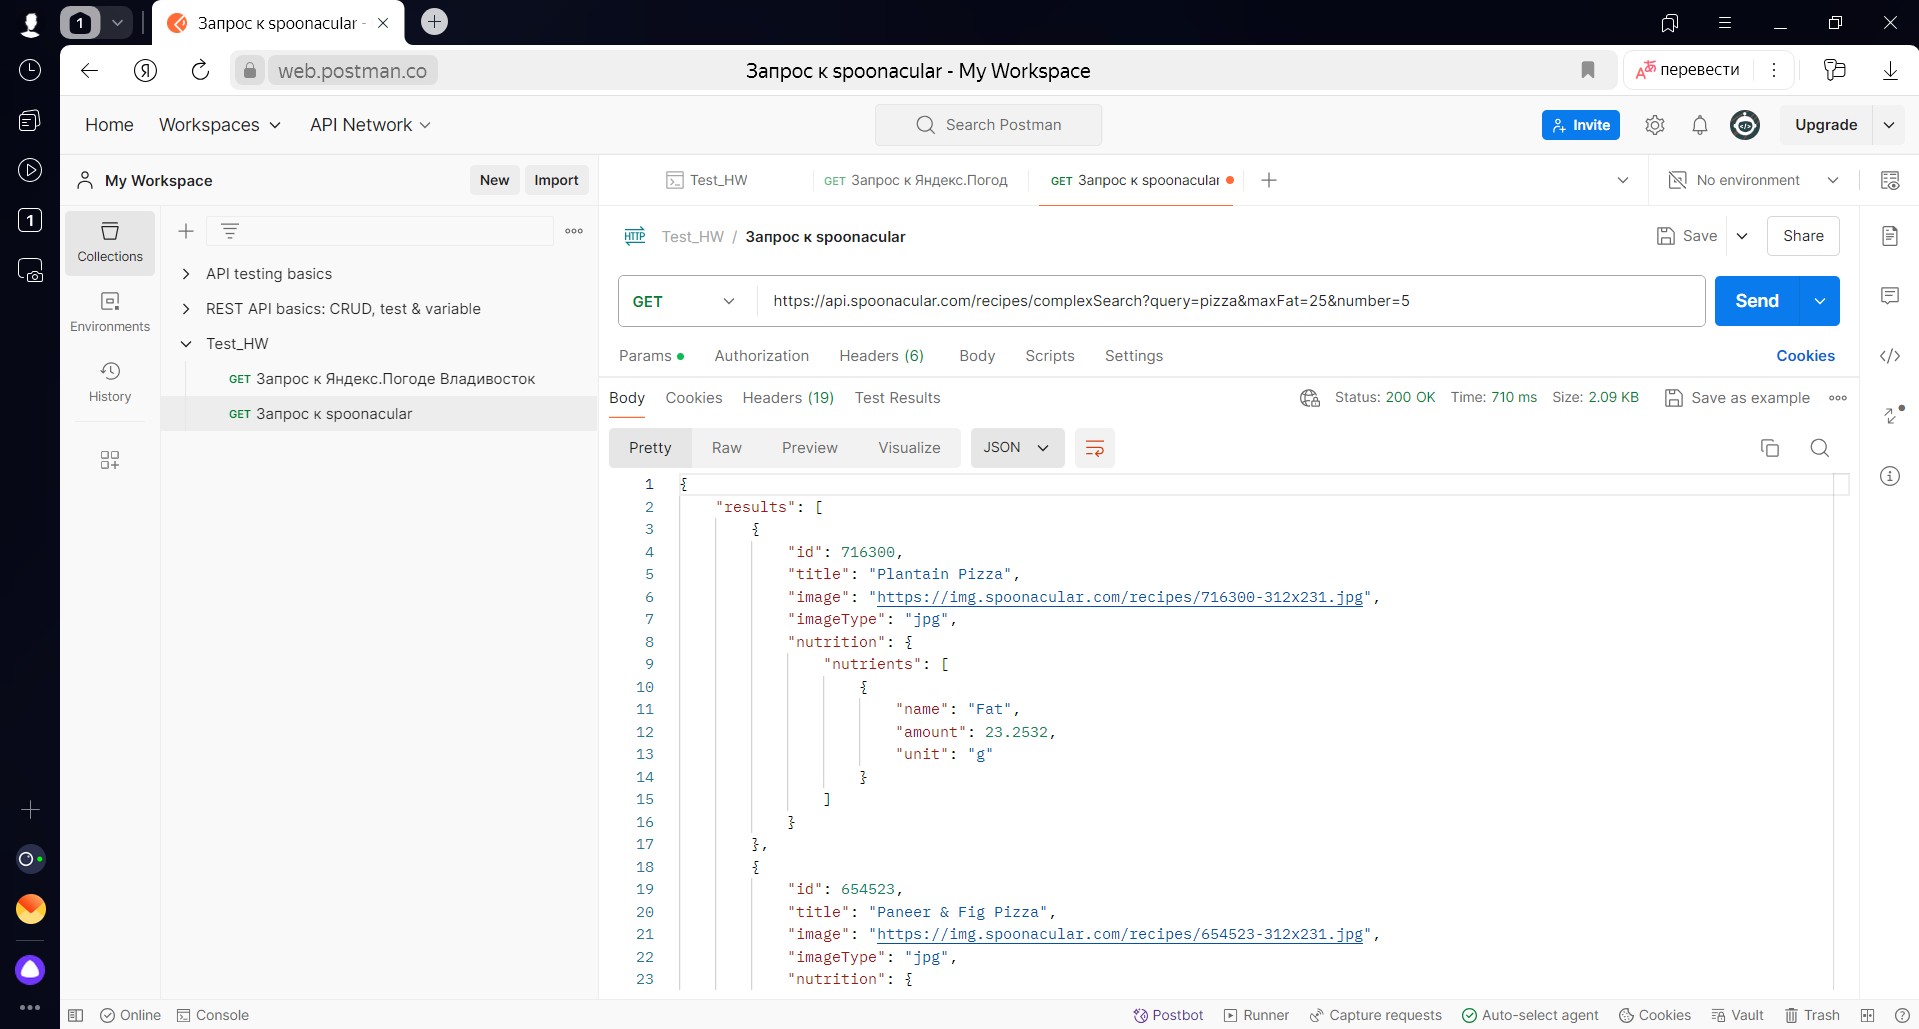 1
Запрос к spoonacular -
Я
web.postman.co
Запрос к spoonacular - My Workspace
перевести
Home
Workspaces
API Network
Search Postman
Invite
Upgrade
My Workspace
New
Import
Test_HW
GET Запрос к Яндекс.Погод
GET Запрос к spoonacular
No environment
1
Collections
Environments
History
API testing basics
REST API basics: CRUD, test & variable
Test_HW
GET Запрос к Яндекс.Погоде Владивосток
GET Запрос к spoonacular
HTTP Test_HW / Запрос к spoonacular
Save
Share
GET
https://api.spoonacular.com/recipes/complexSearch?query=pizza&maxFat=25&number=5
Send
Params
Authorization
Headers (6)
Body
Scripts
Settings
Cookies
Body
Cookies
Headers (19)
Test Results
Status: 200 OK
Time: 710 ms
Size: 2.09 KB
Save as example
Pretty
Raw
Preview
Visualize
JSON
1 {
2 "results": [
3 {
4 "id": 716300,
5 "title": "Plantain Pizza",
6 "image": "https://img.spoonacular.com/recipes/716300-312x231.jpg",
7 "imageType": "jpg",
8 "nutrition": {
9 "nutrients": [
10 {
11 "name": "Fat",
12 "amount": 23.2532,
13 "unit": "g"
14 }
15 ]
16 }
17 },
18 {
19 "id": 654523,
20 "title": "Paneer & Fig Pizza",
21 "image": "https://img.spoonacular.com/recipes/654523-312x231.jpg",
22 "imageType": "jpg",
23 "nutrition": {
Online
Console
Postbot
Runner
Capture requests
Auto-select agent
Cookies
Vault
Trash